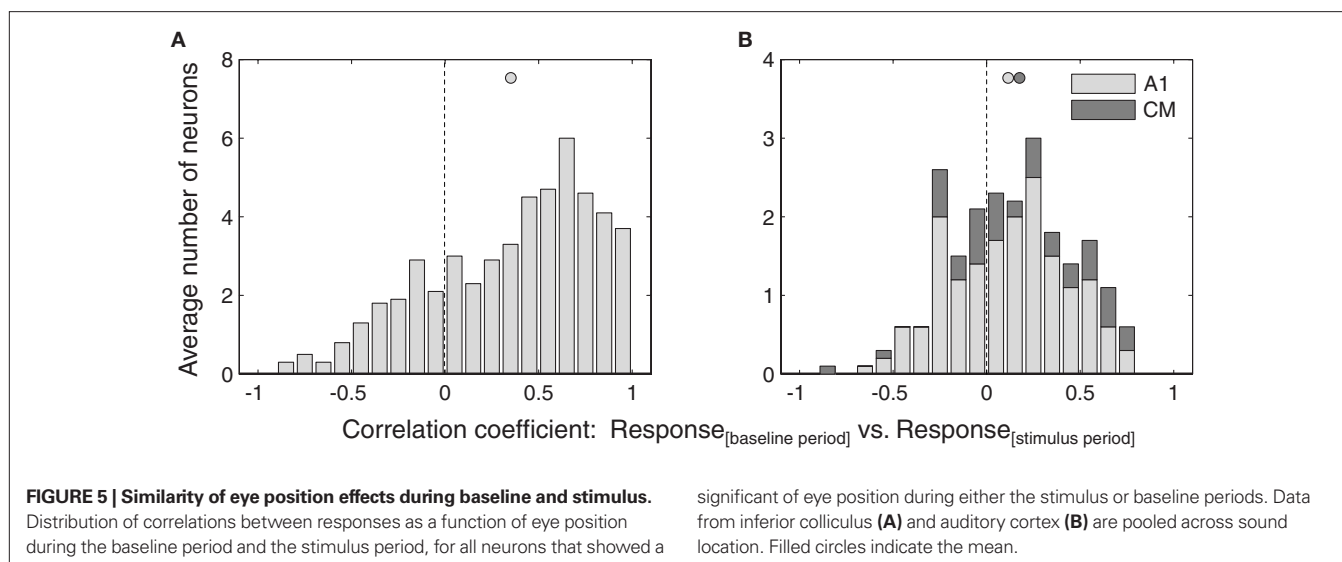 A
Average number of neurons
8
6
4
2
0
-1
-0.5
0
0.5
1
B
4
3
2
1
0
-1
-0.5
0
0.5
1
A1
CM
Correlation coefficient: Response[baseline period] vs. Response[stimulus period]
FIGURE 5 | Similarity of eye position effects during baseline and stimulus.
Distribution of correlations between responses as a function of eye position
during the baseline period and the stimulus period, for all neurons that showed a
significant of eye position during either the stimulus or baseline periods. Data
from inferior colliculus (A) and auditory cortex (B) are pooled across sound
location. Filled circles indicate the mean.